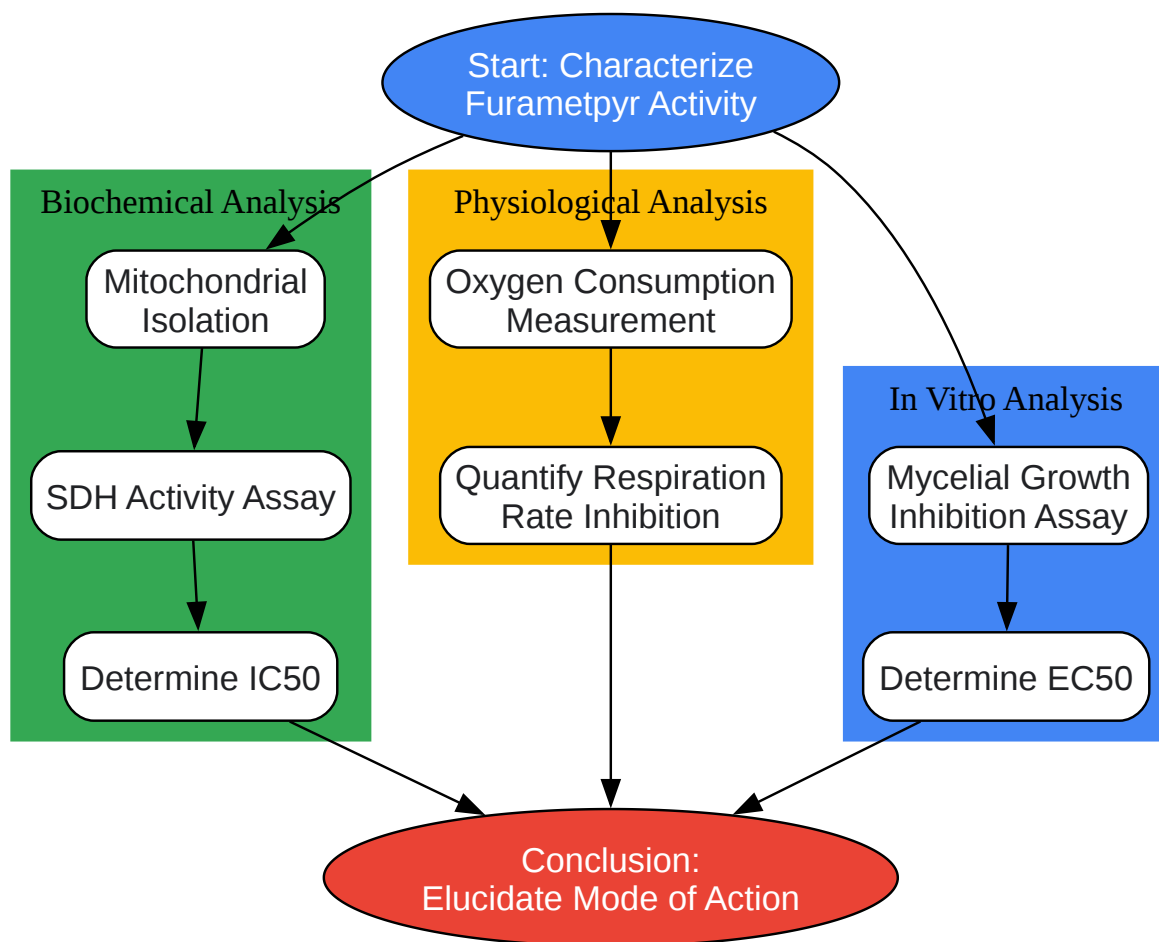 Start: Characterize
Furametpyr Activity
Biochemical Analysis
Mitochondrial
Isolation
SDH Activity Assay
Determine IC50
Physiological Analysis
Oxygen Consumption
Measurement
Quantify Respiration
Rate Inhibition
In Vitro Analysis
Mycelial Growth
Inhibition Assay
Determine EC50
Conclusion:
Elucidate Mode of Action